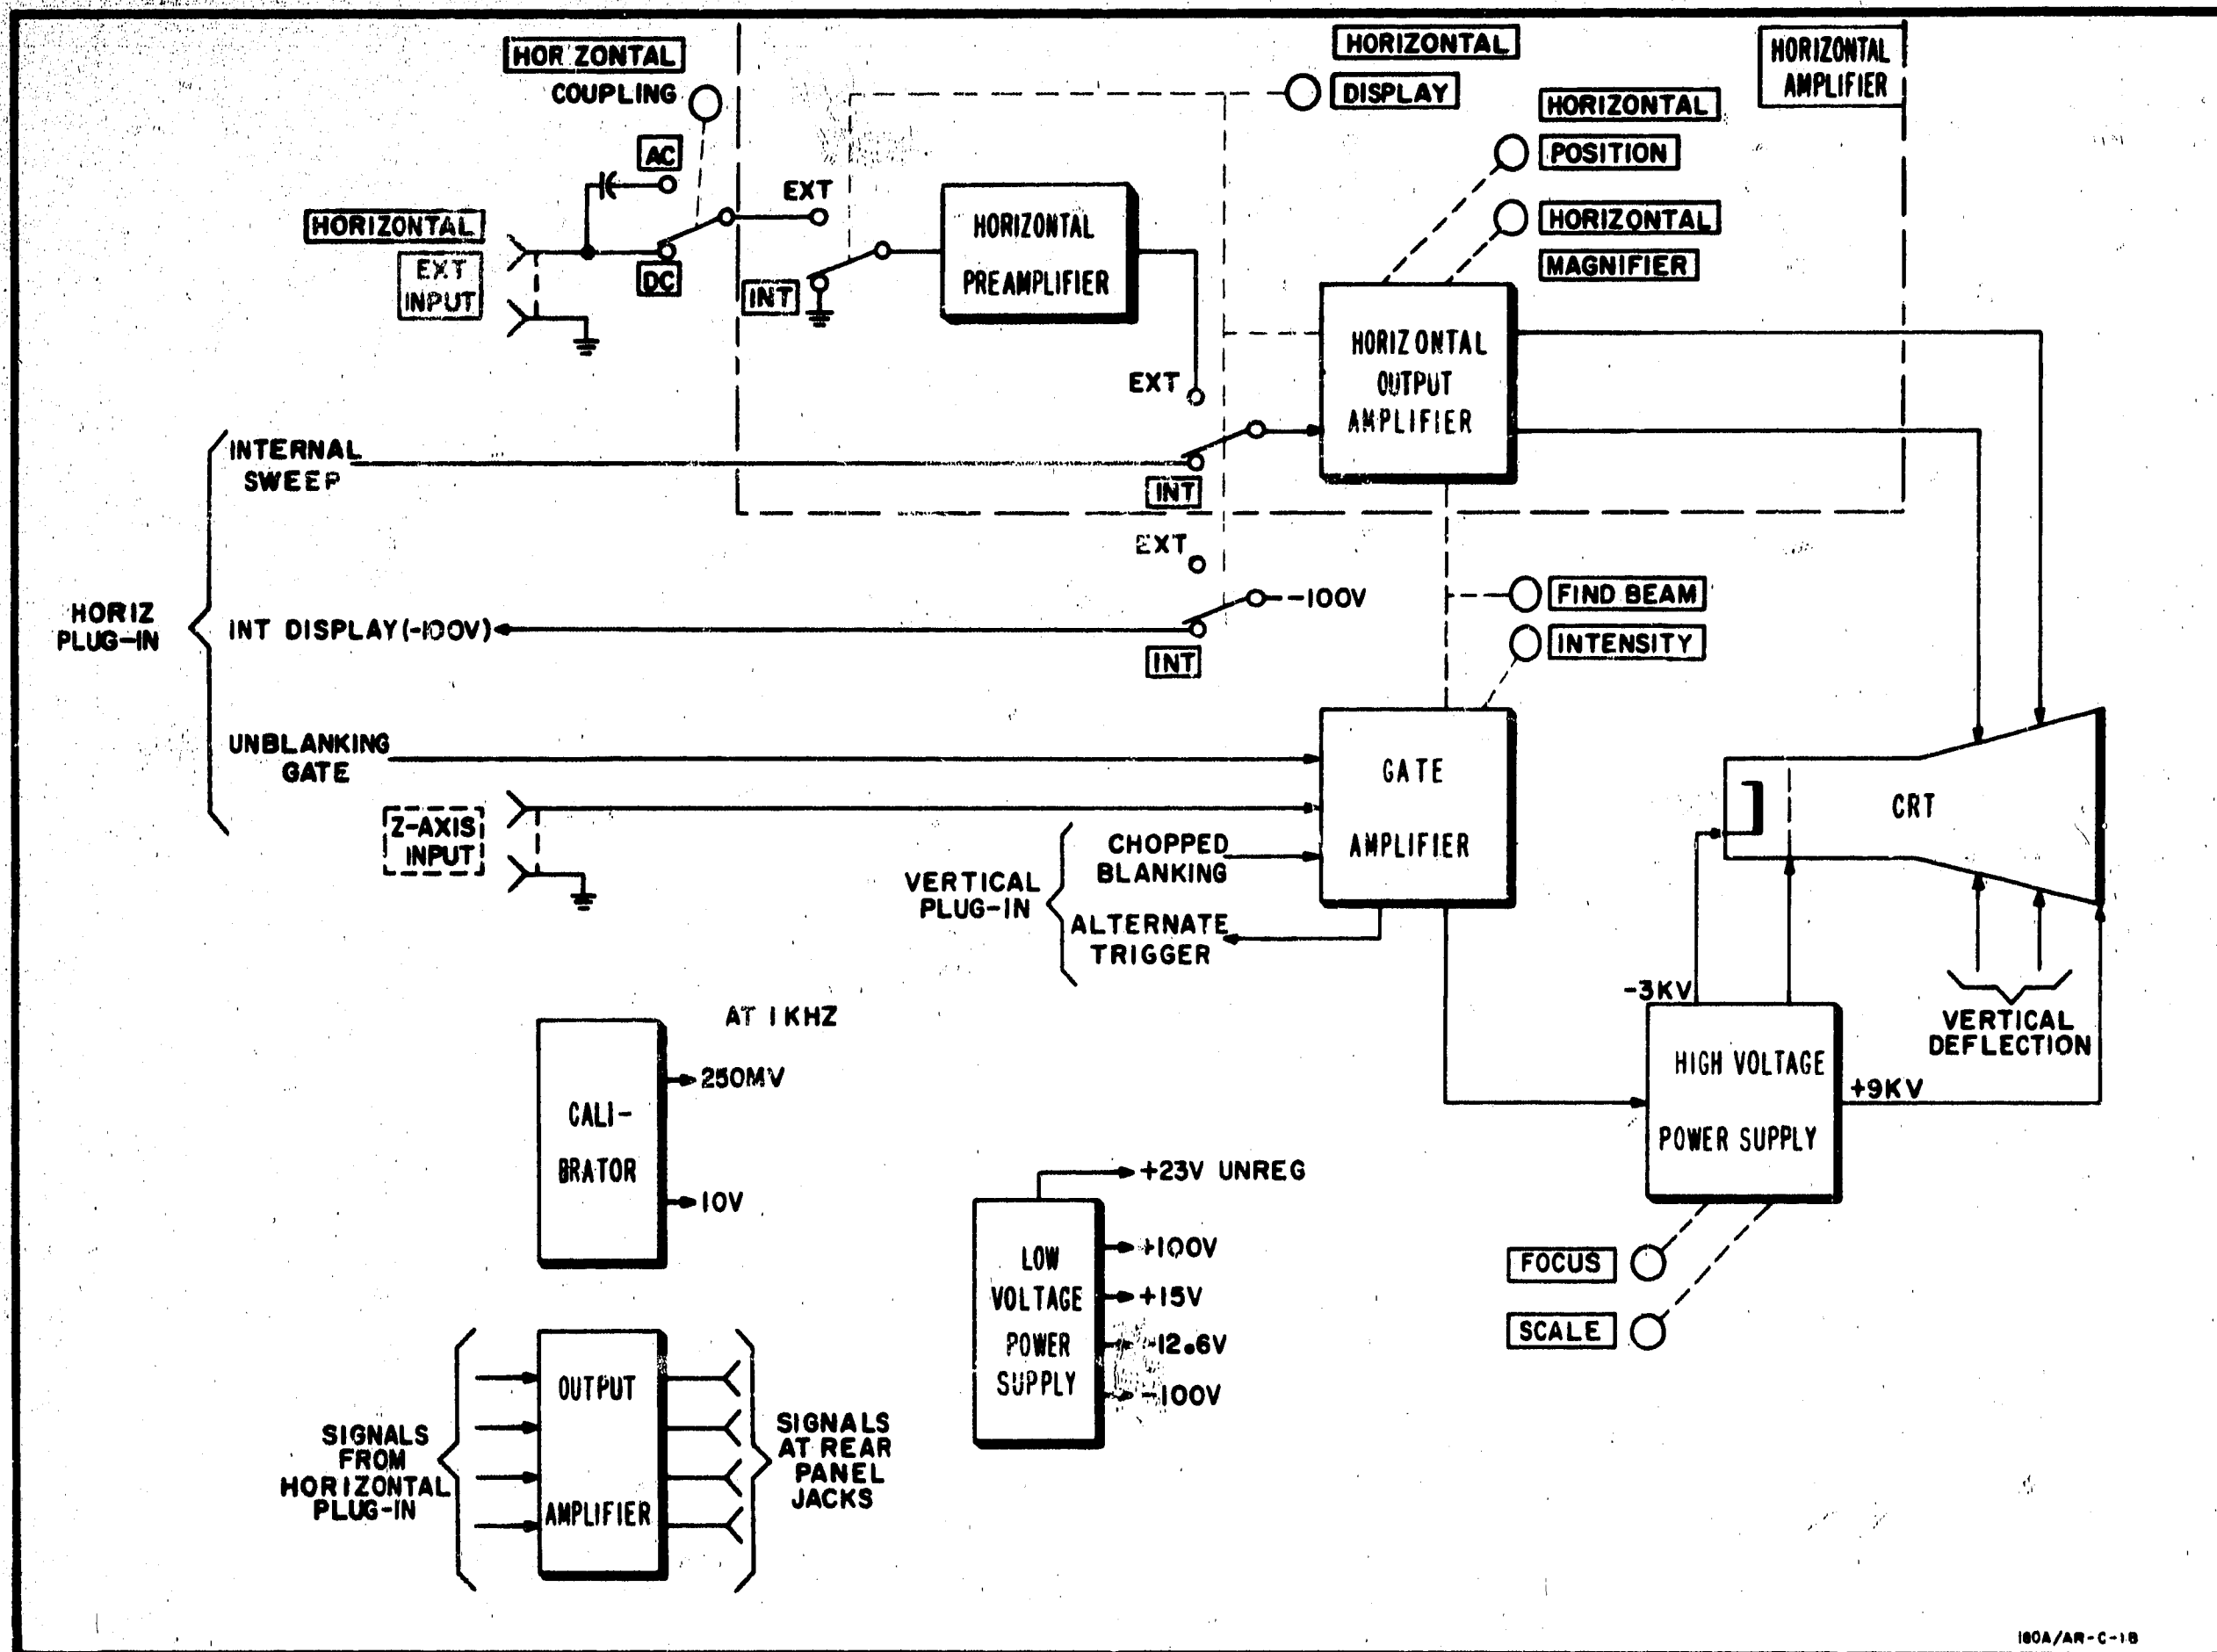 HORIZONTAL
COUPLING
HORIZONTAL
DISPLAY
HORIZONTAL
AMPLIFIER
HORIZONTAL
POSITION
AC
EXT
HORIZONTAL
EXT
INPUT
DC
INT
HORIZONTAL
PREAMPLIFIER
HORIZONTAL
MAGNIFIER
EXT
HORIZONTAL
OUTPUT
AMPLIFIER
INTERNAL
SWEEP
INT
EXT
HORIZ
PLUG-IN
INT DISPLAY(-100V)
-100V
INT
FIND BEAM
INTENSITY
UNBLANKING
GATE
Z-AXIS
INPUT
GATE
AMPLIFIER
VERTICAL
PLUG-IN
CHOPPED
BLANKING
ALTERNATE
TRIGGER
CRT
-3KV
VERTICAL
DEFLECTION
HIGH VOLTAGE
POWER SUPPLY
+9KV
AT 1 KHZ
CALI-
BRATOR
250MV
10V
+23V UNREG
LOW
VOLTAGE
POWER
SUPPLY
+100V
+15V
-12.6V
-100V
FOCUS
SCALE
SIGNALS
FROM
HORIZONTAL
PLUG-IN
OUTPUT
AMPLIFIER
SIGNALS
AT REAR
PANEL
JACKS
180A/AR-C-1B